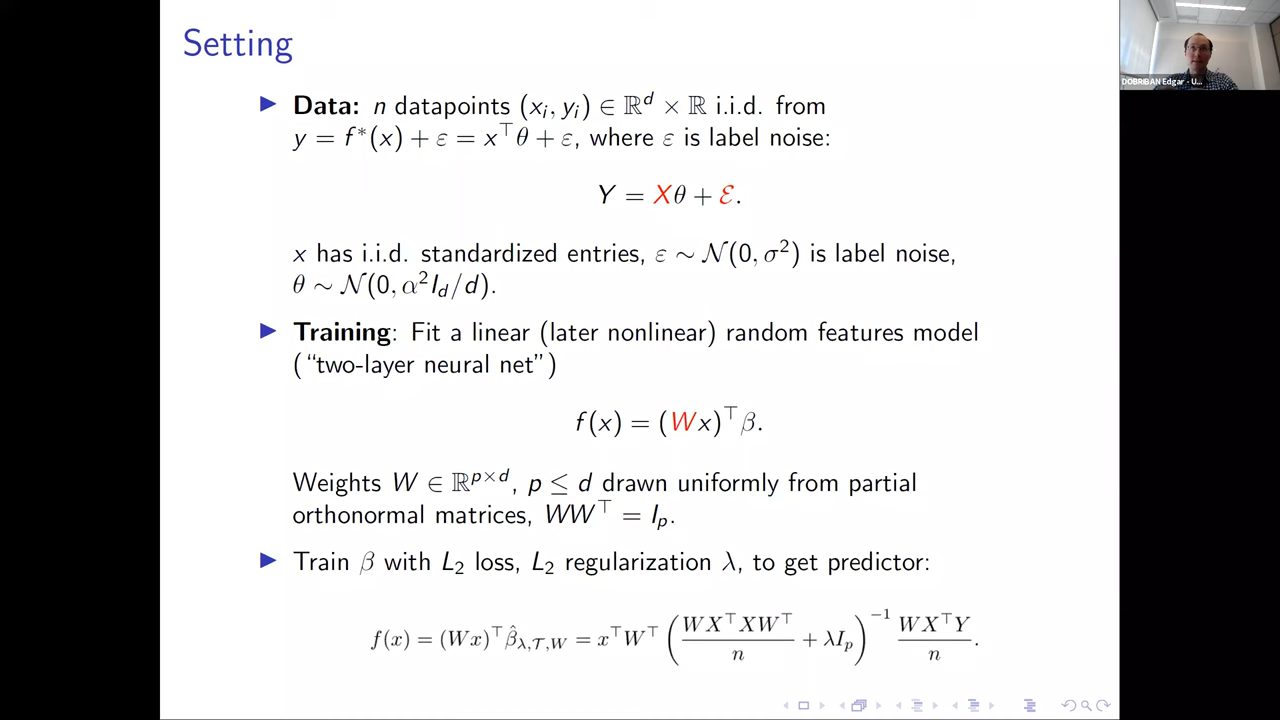 Setting
DOBRIBAN Edgar - U...
▶ Data: n datapoints (xᵢ, yᵢ) ∈ ℝᵈ × ℝ i.i.d. from
y = f*(x) + ε = x⊤θ + ε, where ε is label noise:
Y = Xθ + ℰ.
x has i.i.d. standardized entries, ε ∼ 𝒩(0, σ²) is label noise,
θ ∼ 𝒩(0, α²I_d/d).
▶ Training: Fit a linear (later nonlinear) random features model
(“two-layer neural net”)
f(x) = (Wx)⊤β.
Weights W ∈ ℝ^{p×d}, p ≤ d drawn uniformly from partial
orthonormal matrices, WW⊤ = I_p.
▶ Train β with L₂ loss, L₂ regularization λ, to get predictor:
f(x) = (Wx)⊤β̂_{λ,𝒯,W} = x⊤W⊤ (WX⊤XW⊤/n + λI_p)⁻¹ WX⊤Y/n.